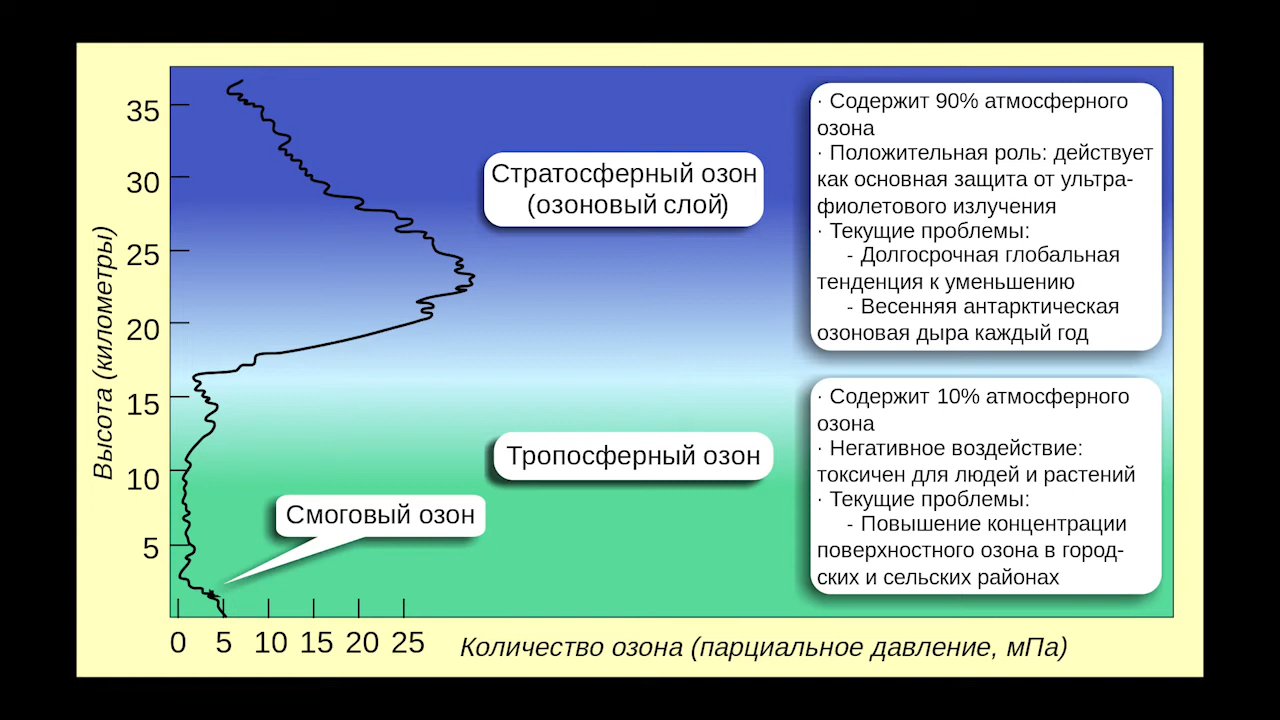 · Содержит 90% атмосферного
озона
· Положительная роль: действует
как основная защита от ультра-
фиолетового излучения
· Текущие проблемы:
- Долгосрочная глобальная
тенденция к уменьшению
- Весенняя антарктическая
озоновая дыра каждый год
Стратосферный озон
(озоновый слой)
· Содержит 10% атмосферного
озона
· Негативное воздействие:
токсичен для людей и растений
· Текущие проблемы:
- Повышение концентрации
поверхностного озона в город-
ских и сельских районах
Тропосферный озон
Смоговый озон
Высота (километры)
35
30
25
20
15
10
5
0 5 10 15 20 25
Количество озона (парциальное давление, мПа)